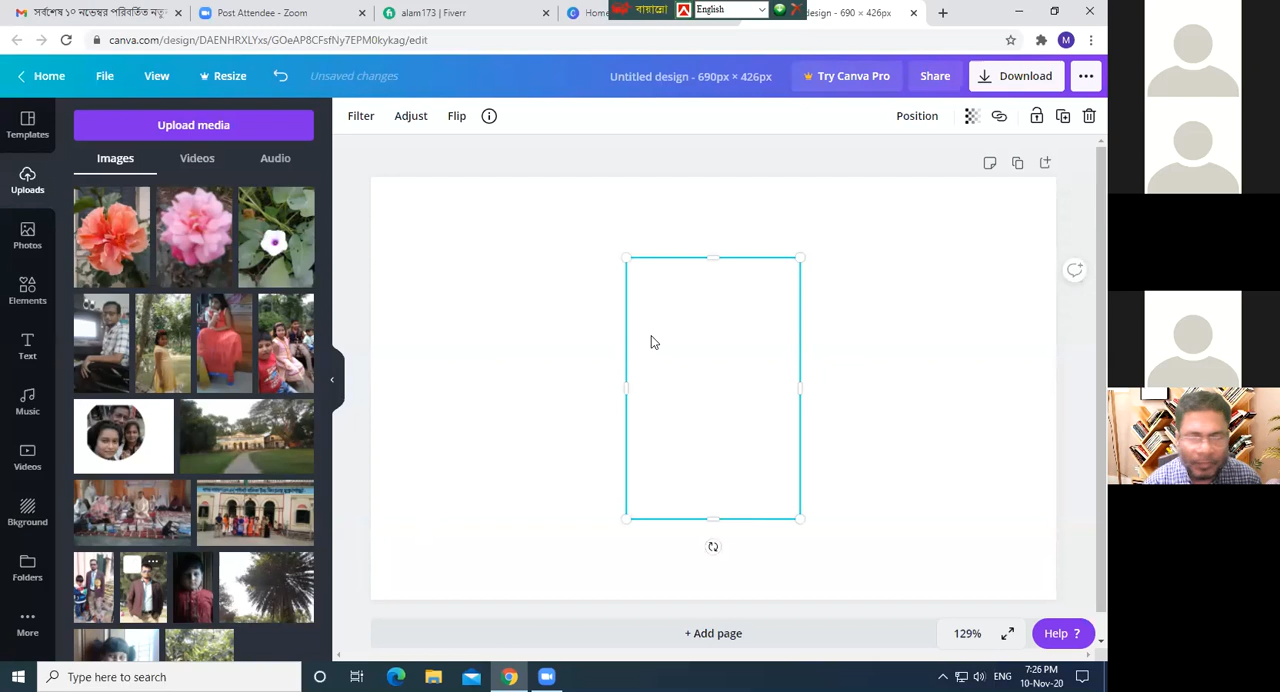 সর্বশেষ ১০ নভেম্বর পরিবর্তিত নতু
Post Attendee - Zoom
alam173 | Fiverr
Home
বায়ান্নো
English
design - 690 × 426px
canva.com/design/DAENHRXLYxs/GOeAP8CFsfNy7EPM0kykag/edit
M
Home
File
View
Resize
Unsaved changes
Untitled design - 690px × 426px
Try Canva Pro
Share
Download
Templates
Upload media
Filter
Adjust
Flip
Position
Uploads
Images
Videos
Audio
Photos
Elements
Text
Music
Videos
Bkground
Folders
More
+ Add page
129%
Help ?
Type here to search
ENG
7:26 PM
10-Nov-20